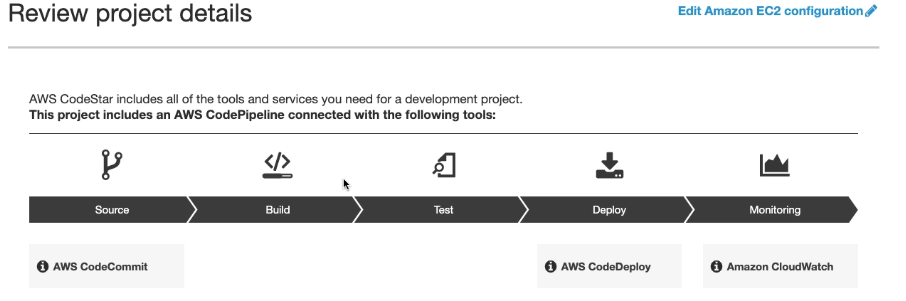 Review project details
Edit Amazon EC2 configuration
AWS CodeStar includes all of the tools and services you need for a development project.
This project includes an AWS CodePipeline connected with the following tools:
Source
Build
Test
Deploy
Monitoring
AWS CodeCommit
AWS CodeDeploy
Amazon CloudWatch